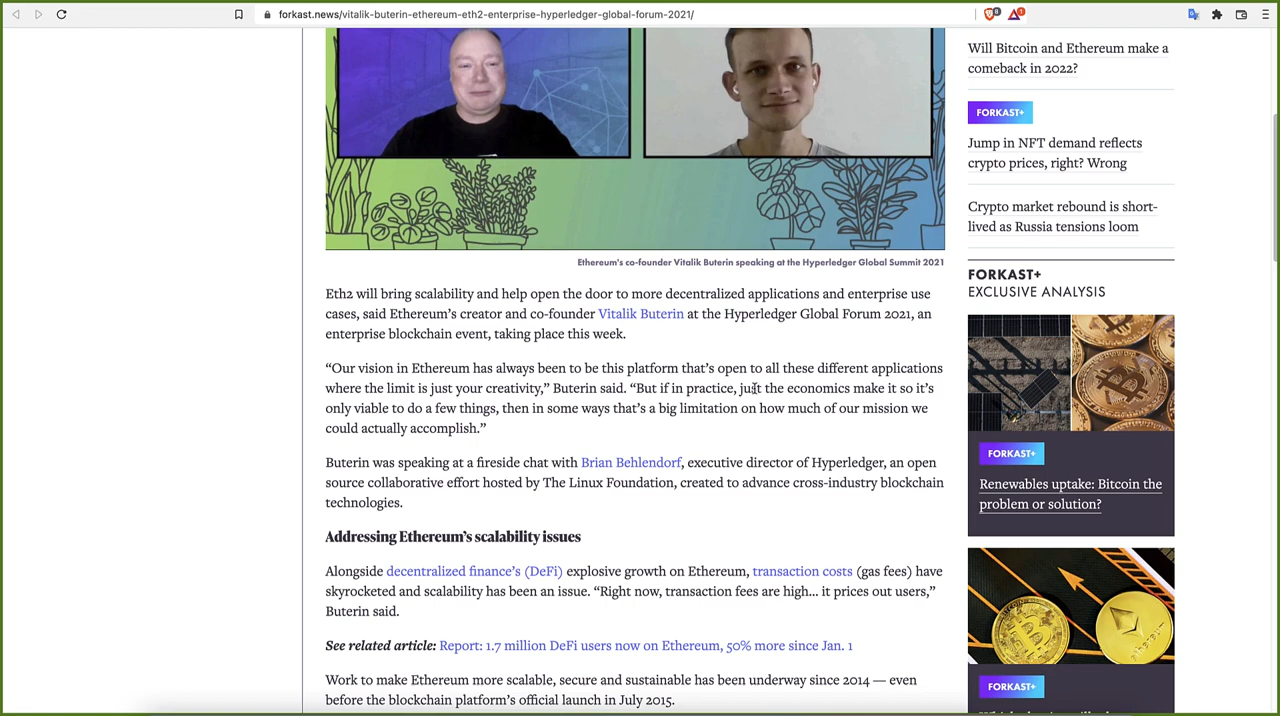 forkast.news/vitalik-buterin-ethereum-eth2-enterprise-hyperledger-global-forum-2021/
8
1
Ethereum's co-founder Vitalik Buterin speaking at the Hyperledger Global Summit 2021
Eth2 will bring scalability and help open the door to more decentralized applications and enterprise use
cases, said Ethereum’s creator and co-founder Vitalik Buterin at the Hyperledger Global Forum 2021, an
enterprise blockchain event, taking place this week.
“Our vision in Ethereum has always been to be this platform that’s open to all these different applications
where the limit is just your creativity,” Buterin said. “But if in practice, just the economics make it so it’s
only viable to do a few things, then in some ways that’s a big limitation on how much of our mission we
could actually accomplish.”
Buterin was speaking at a fireside chat with Brian Behlendorf, executive director of Hyperledger, an open
source collaborative effort hosted by The Linux Foundation, created to advance cross-industry blockchain
technologies.
Addressing Ethereum’s scalability issues
Alongside decentralized finance’s (DeFi) explosive growth on Ethereum, transaction costs (gas fees) have
skyrocketed and scalability has been an issue. “Right now, transaction fees are high… it prices out users,”
Buterin said.
See related article: Report: 1.7 million DeFi users now on Ethereum, 50% more since Jan. 1
Work to make Ethereum more scalable, secure and sustainable has been underway since 2014 — even
before the blockchain platform’s official launch in July 2015.
Will Bitcoin and Ethereum make a
comeback in 2022?
FORKAST+
Jump in NFT demand reflects
crypto prices, right? Wrong
Crypto market rebound is short-
lived as Russia tensions loom
FORKAST+
EXCLUSIVE ANALYSIS
FORKAST+
Renewables uptake: Bitcoin the
problem or solution?
FORKAST+